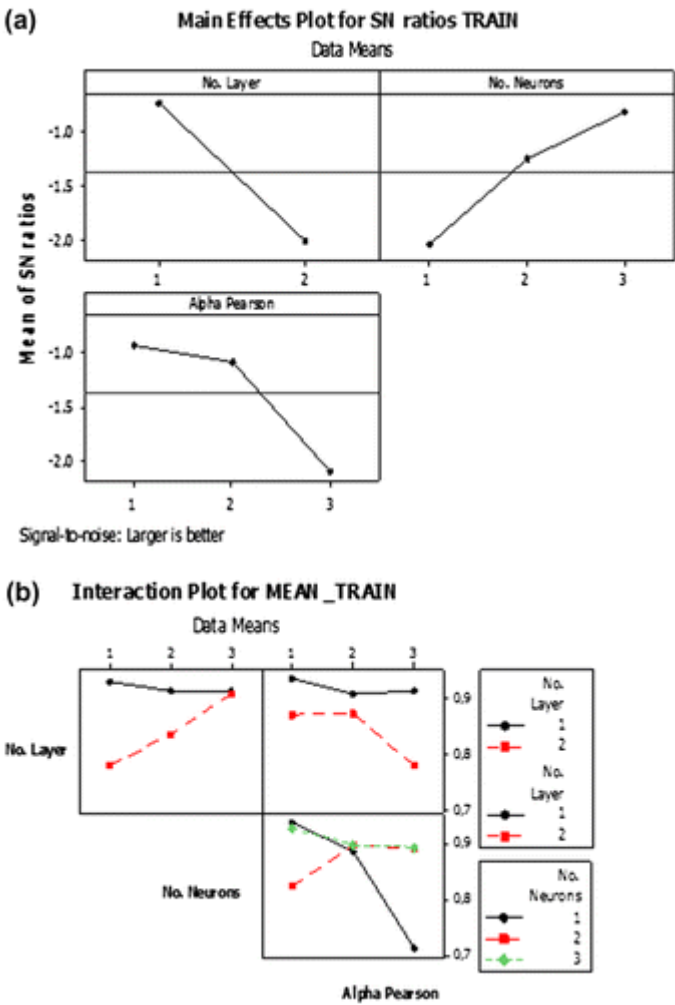 (a) Main Effects Plot for SN ratios TRAIN
Data Means
No. Layer No. Neurons
-1.0
-1.5
-2.0
1 2 1 2 3
Mean of SN ratios
Alpha Pearson
-1.0
-1.5
-2.0
1 2 3
Signal-to-noise: Larger is better
(b) Interaction Plot for MEAN_TRAIN
Data Means
1 2 3 1 2 3
No. Layer
0,9
0,8
0,7
No.
Layer
1
2
No.
Layer
1
2
No. Neurons
0,9
0,8
0,7
No.
Neurons
1
2
3
Alpha Pearson